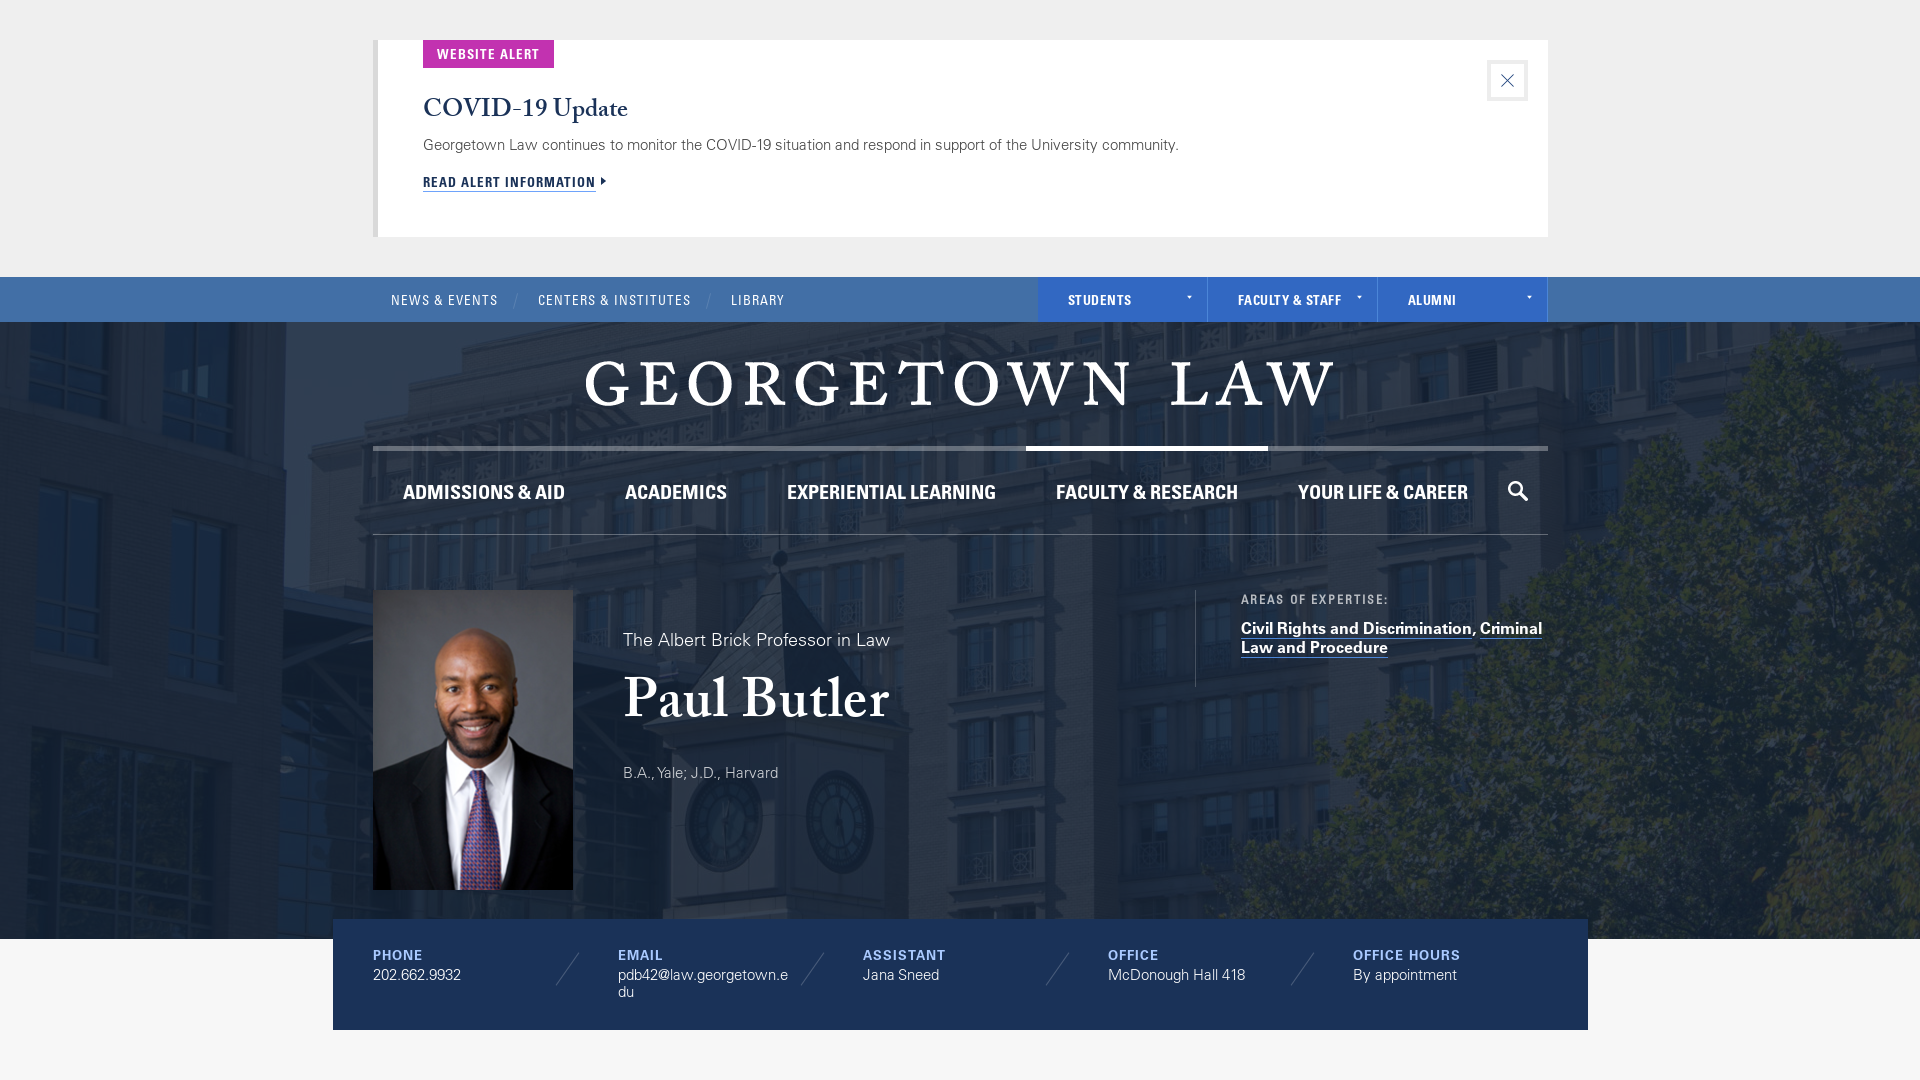 WEBSITE ALERT
COVID-19 Update
Georgetown Law continues to monitor the COVID-19 situation and respond in support of the University community.
READ ALERT INFORMATION
NEWS & EVENTS / CENTERS & INSTITUTES / LIBRARY
STUDENTS
FACULTY & STAFF
ALUMNI
GEORGETOWN LAW
ADMISSIONS & AID
ACADEMICS
EXPERIENTIAL LEARNING
FACULTY & RESEARCH
YOUR LIFE & CAREER
The Albert Brick Professor in Law
Paul Butler
B.A., Yale; J.D., Harvard
AREAS OF EXPERTISE:
Civil Rights and Discrimination, Criminal
Law and Procedure
PHONE
202.662.9932
EMAIL
pdb42@law.georgetown.e
du
ASSISTANT
Jana Sneed
OFFICE
McDonough Hall 418
OFFICE HOURS
By appointment